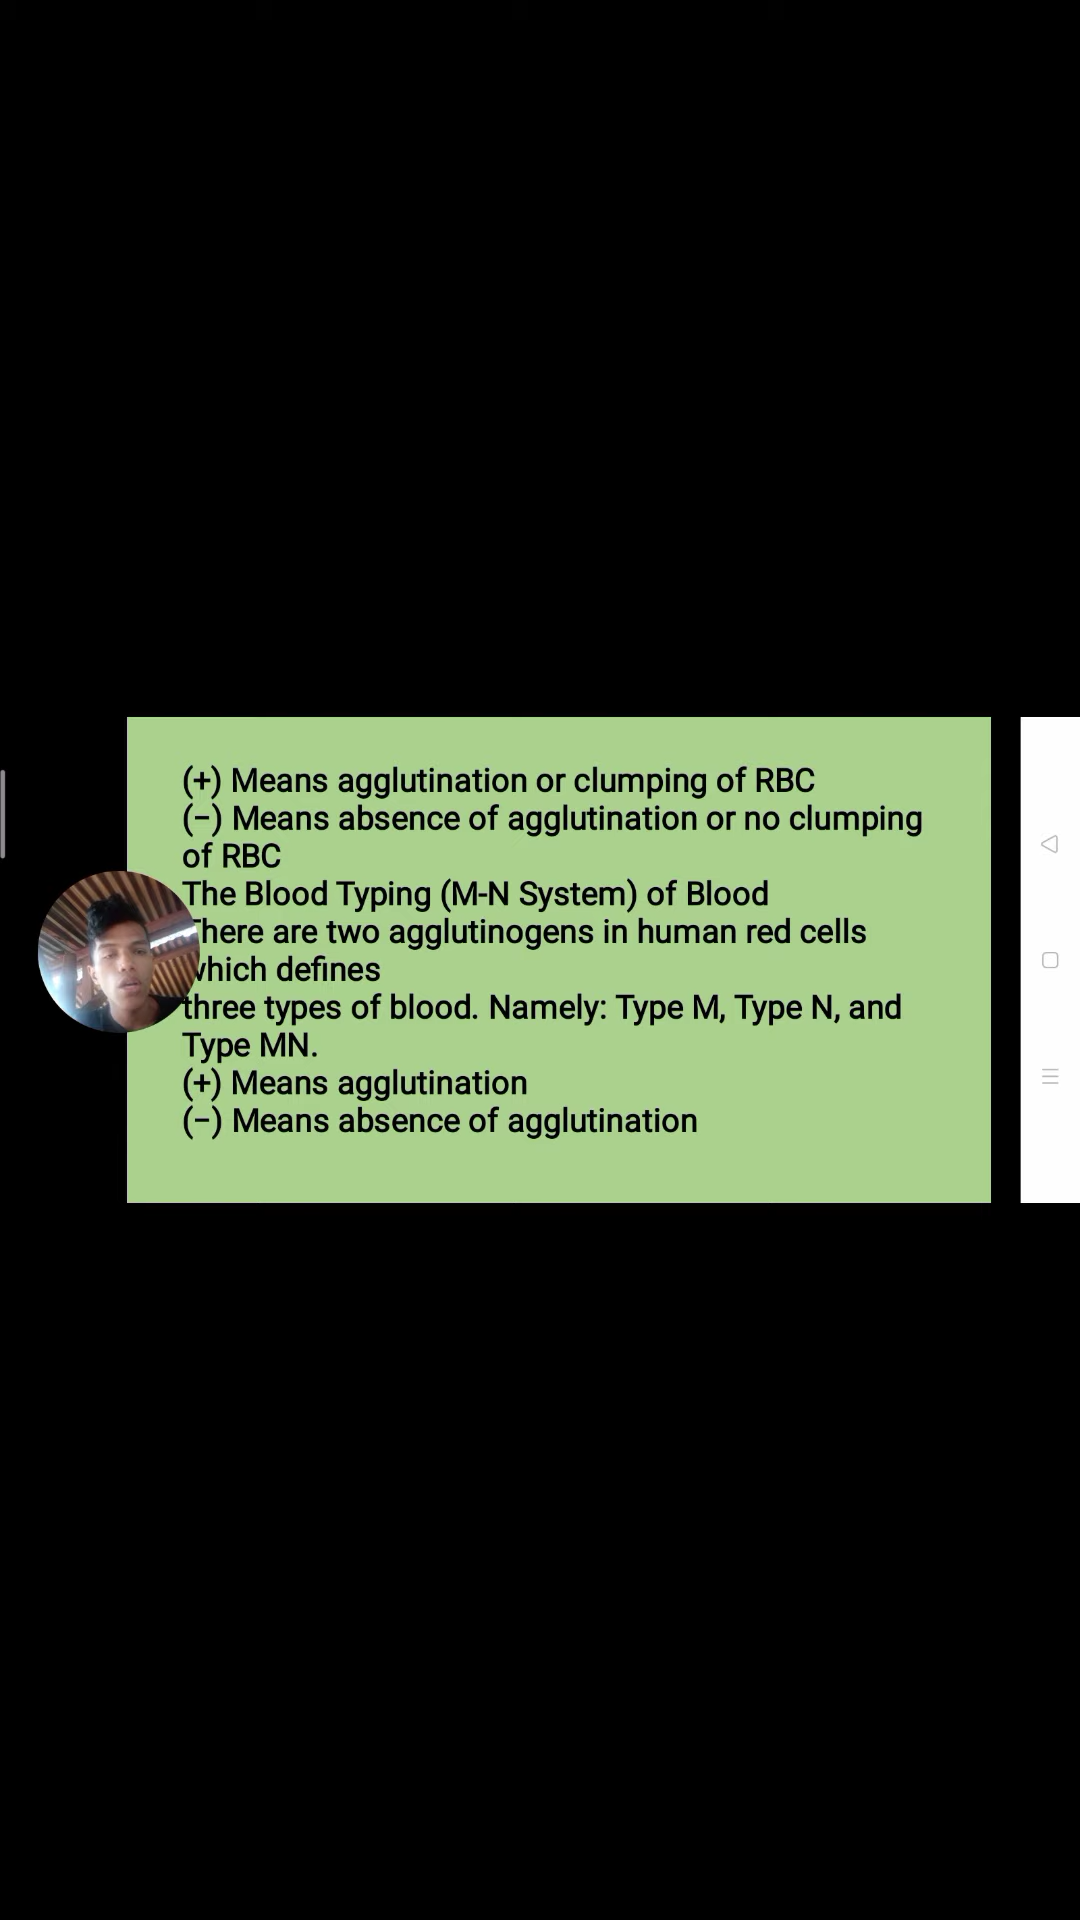 (+) Means agglutination or clumping of RBC
(−) Means absence of agglutination or no clumping
of RBC
The Blood Typing (M-N System) of Blood
There are two agglutinogens in human red cells
which defines
three types of blood. Namely: Type M, Type N, and
Type MN.
(+) Means agglutination
(−) Means absence of agglutination